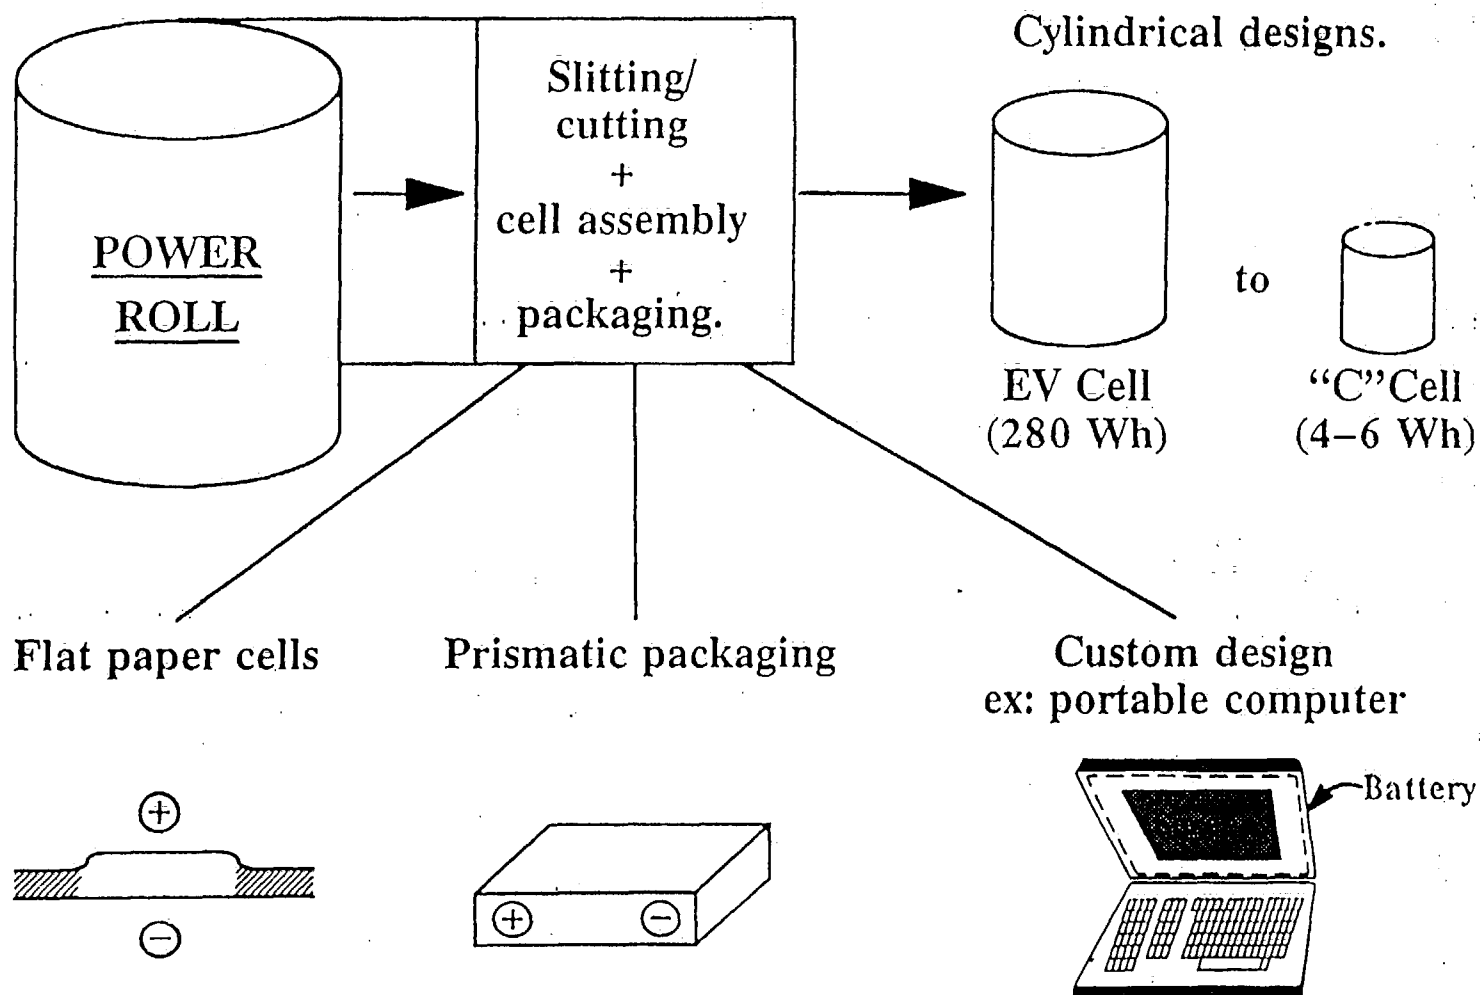 POWER
ROLL
Slitting/
cutting
+
cell assembly
+
packaging.
Cylindrical designs.
EV Cell
(280 Wh)
to
“C” Cell
(4–6 Wh)
Flat paper cells
+
−
Prismatic packaging
+ −
Custom design
ex: portable computer
Battery